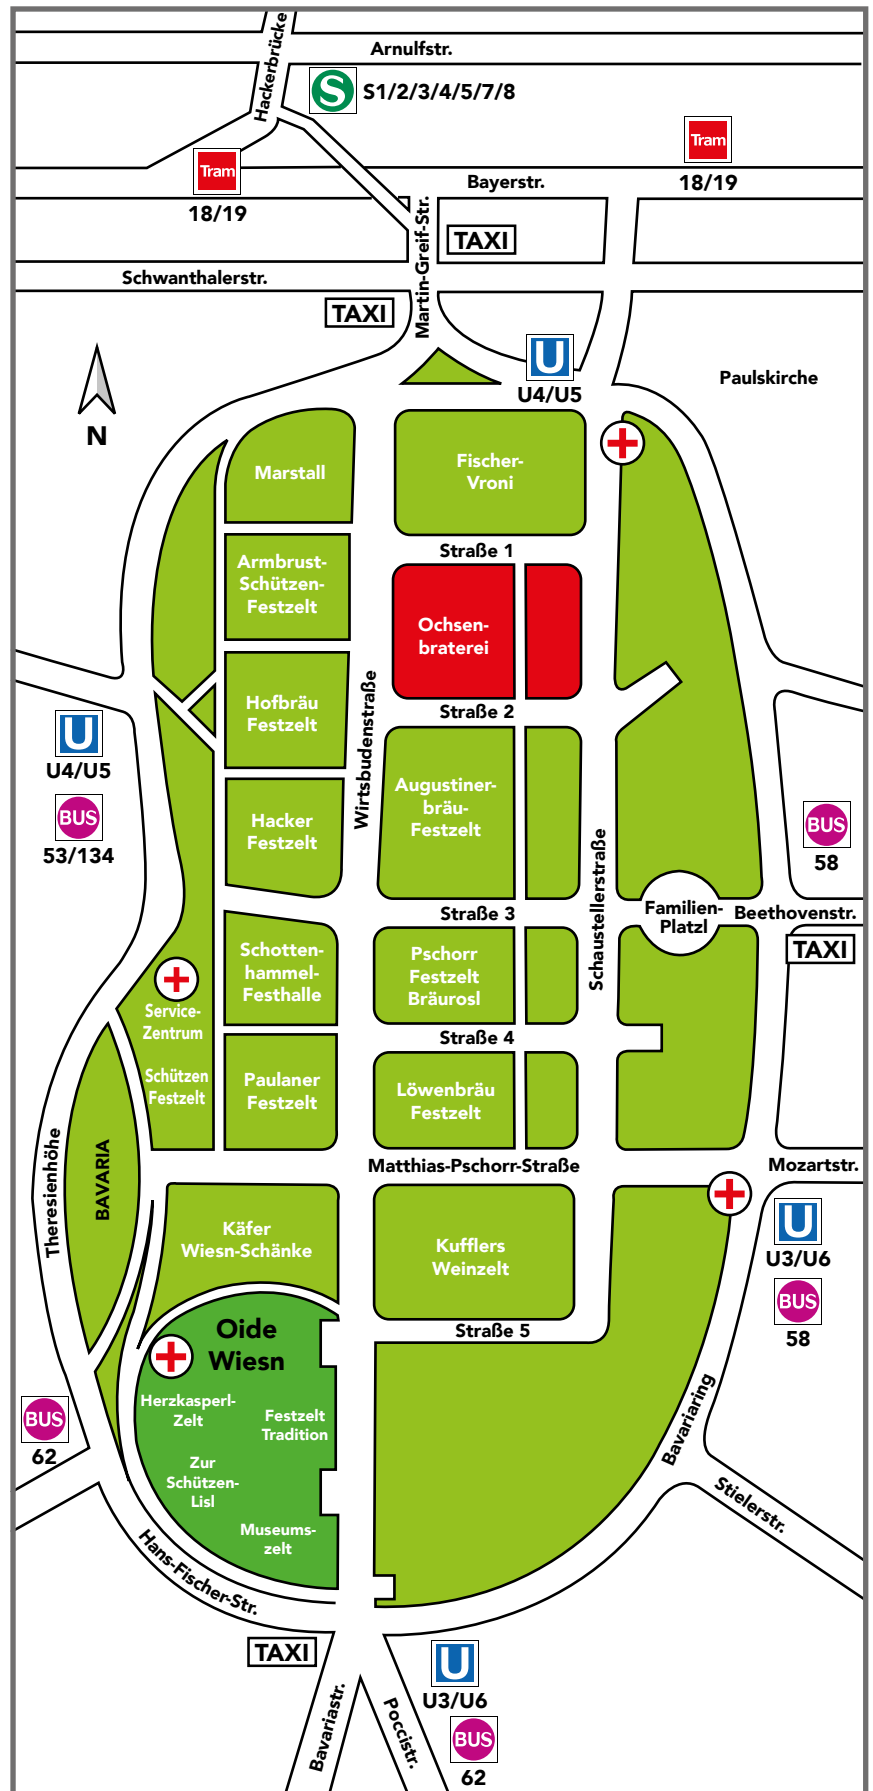 Hackerbrücke
Arnulfstr.
S
S1/2/3/4/5/7/8
Tram
18/19
Tram
18/19
Bayerstr.
Martin-Greif-Str.
TAXI
Schwanthalerstr.
TAXI
U
U4/U5
Paulskirche
N
Marstall
Fischer-
Vroni
Straße 1
Armbrust-
Schützen-
Festzelt
Ochsen-
braterei
Straße 2
Hofbräu
Festzelt
Wirtsbudenstraße
U
U4/U5
BUS
53/134
Augustiner-
bräu-
Festzelt
Hacker
Festzelt
Schaustellerstraße
BUS
58
Straße 3
Familien-
Platzl
Beethovenstr.
TAXI
Schotten-
hammel-
Festhalle
Pschorr
Festzelt
Bräurosl
Service-
Zentrum
Straße 4
Schützen
Festzelt
Paulaner
Festzelt
Löwenbräu
Festzelt
Theresienhöhe
BAVARIA
Matthias-Pschorr-Straße
Mozartstr.
U
U3/U6
BUS
58
Käfer
Wiesn-Schänke
Kufflers
Weinzelt
Straße 5
Oide
Wiesn
Herzkasperl-
Zelt
Festzelt
Tradition
Zur
Schützen-
Lisl
Museums-
zelt
BUS
62
Bavariaring
Stielerstr.
Hans-Fischer-Str.
TAXI
U
U3/U6
BUS
62
Bavariastr.
Poccistr.